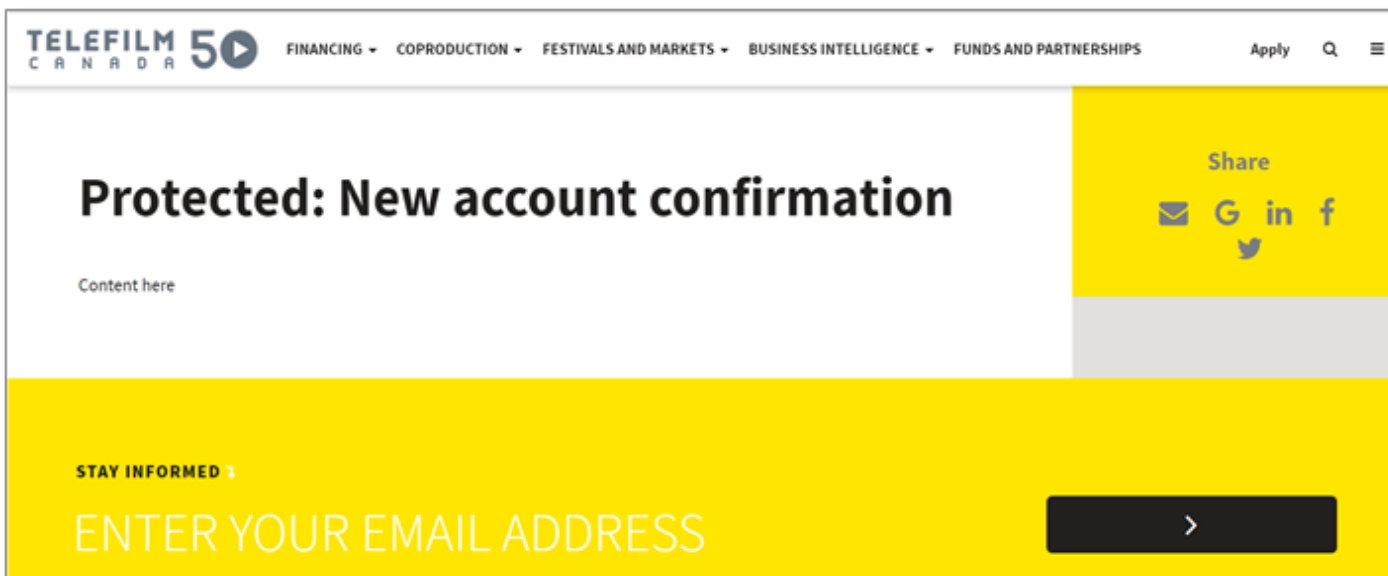 TELEFILM 50
CANADA
FINANCING COPRODUCTION FESTIVALS AND MARKETS BUSINESS INTELLIGENCE FUNDS AND PARTNERSHIPS Apply
Share
Protected: New account confirmation
Content here
STAY INFORMED
ENTER YOUR EMAIL ADDRESS